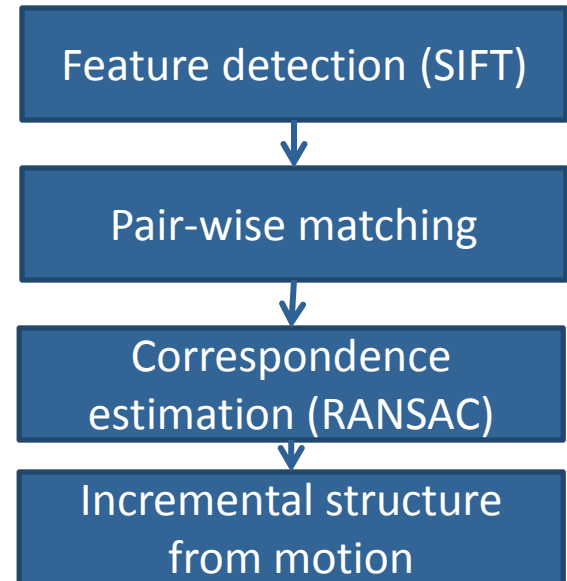 Feature detection (SIFT)
Pair-wise matching
Correspondence
estimation (RANSAC)
Incremental structure
from motion